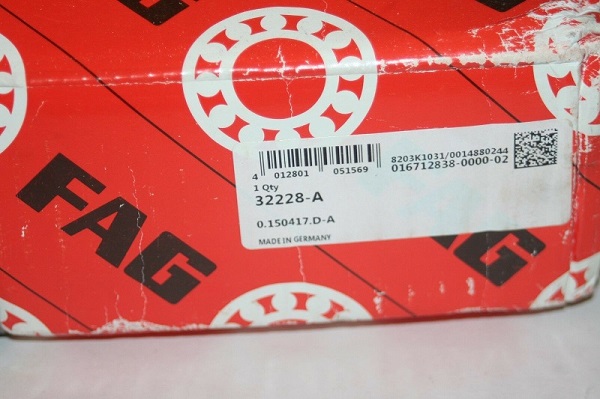 FAG
FAG
4 012801 051569
8203K1031/0014880244
016712838-0000-02
1 Qty
32228-A
0.150417.D-A
MADE IN GERMANY